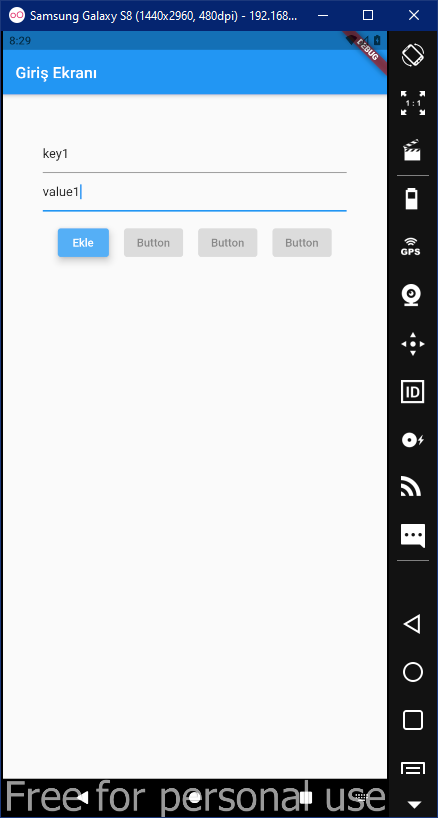 Samsung Galaxy S8 (1440x2960, 480dpi) - 192.168...
8:29
DEBUG
Giriş Ekranı
1 : 1
key1
value1
Ekle Button Button Button
GPS
ID
Free for personal use